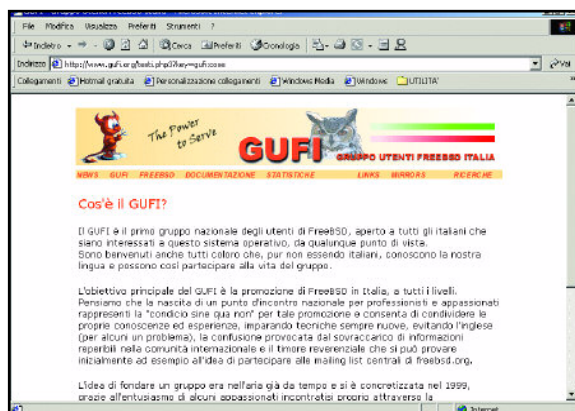 File Modifica Visualizza Preferiti Strumenti ?
Indietro Cerca Preferiti Cronologia
Indirizzo http://www.gufi.org/testi.php3?key=guficosae Vai
Collegamenti Hotmail gratuita Personalizzazione collegamenti Windows Media Windows UTILITA'
The Power
to Serve
GUFI
GRUPPO UTENTI FREEBSD ITALIA
NEWS GUFI FREEBSD DOCUMENTAZIONE STATISTICHE LINKS MIRRORS RICERCHE
Cos'è il GUFI?
Il GUFI è il primo gruppo nazionale degli utenti di FreeBSD, aperto a tutti gli italiani che
siano interessati a questo sistema operativo, da qualunque punto di vista.
Sono benvenuti anche tutti coloro che, pur non essendo italiani, conoscono la nostra
lingua e possono così partecipare alla vita del gruppo.
L'obiettivo principale del GUFI è la promozione di FreeBSD in Italia, a tutti i livelli.
Pensiamo che la nascita di un punto d'incontro nazionale per professionisti e appassionati
rappresenti la "condicio sine qua non" per tale promozione e consenta di condividere le
proprie conoscenze ed esperienze, imparando tecniche sempre nuove, evitando l'inglese
(per alcuni un problema), la confusione provocata dal sovraccarico di informazioni
reperibili nella comunità internazionale e il timore reverenziale che si può provare
inizialmente ad esempio all'idea di partecipare alle mailing list centrali di freebsd.org.
L'idea di fondare un gruppo era nell'aria già da tempo e si è concretizzata nel 1999,
grazie all'entusiasmo di alcuni appassionati incontratisi proprio attraverso la
Internet